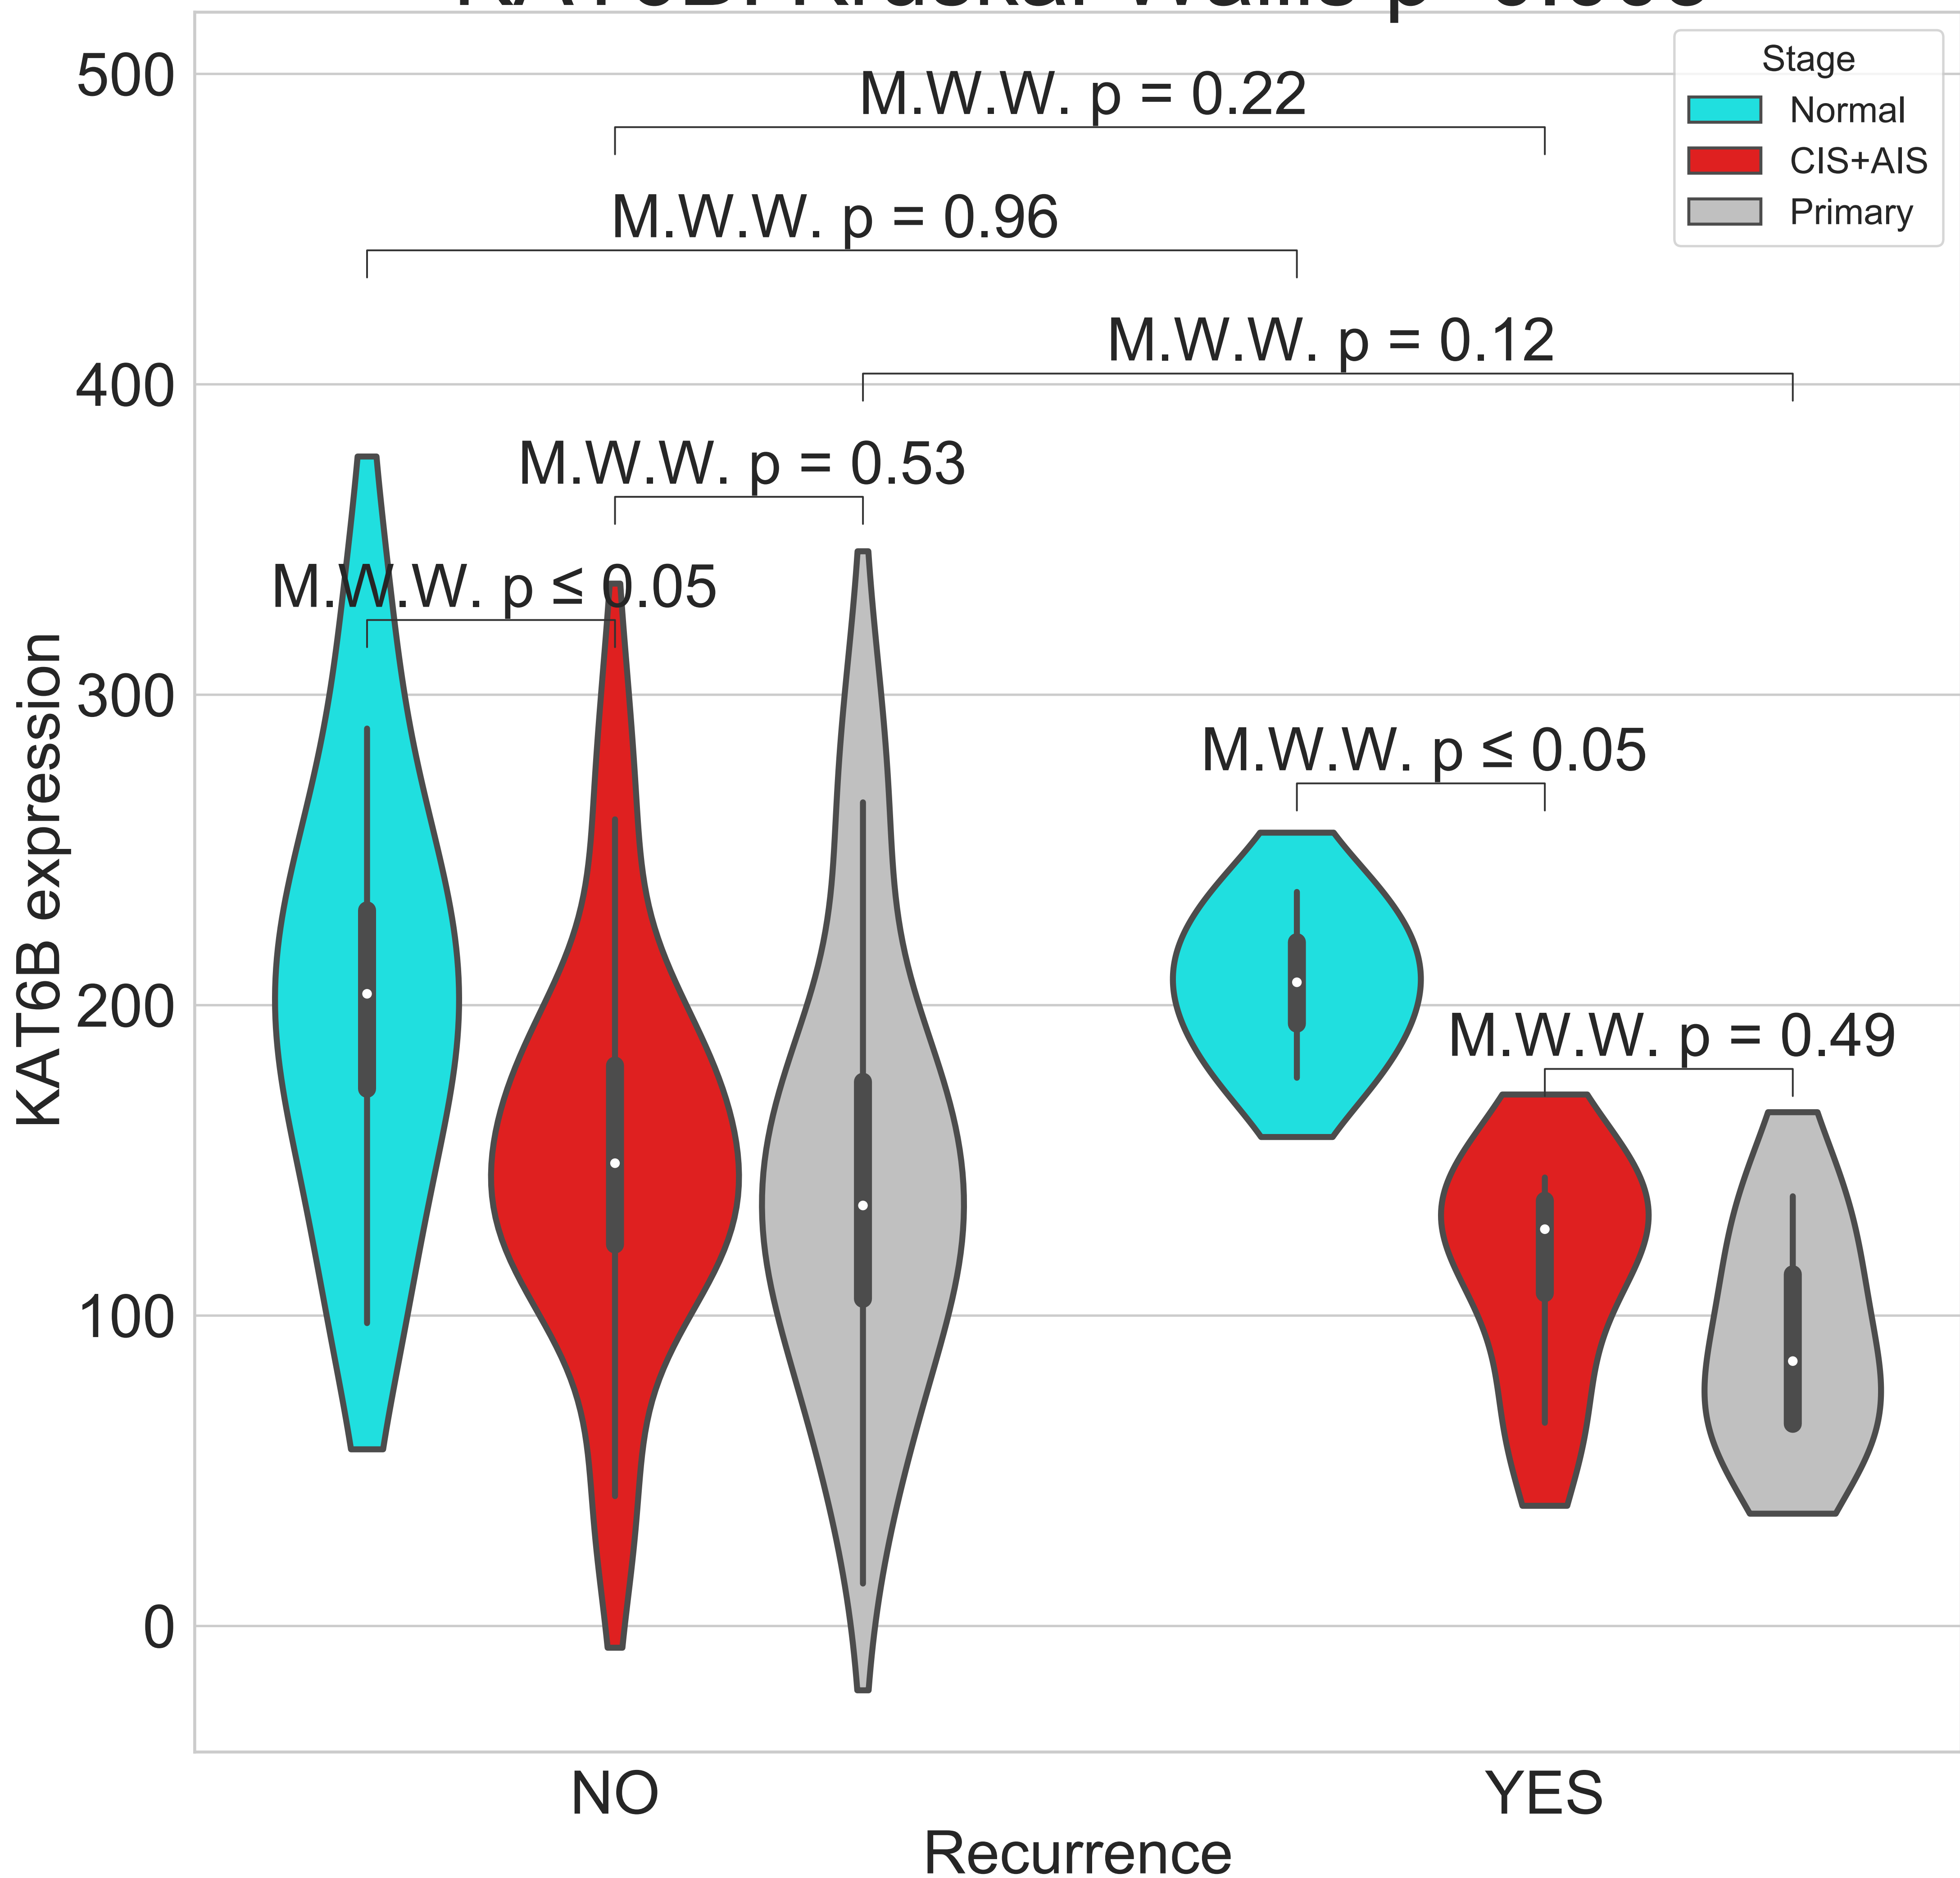 Stage
Normal
CIS+AIS
Primary
M.W.W. p = 0.22
M.W.W. p = 0.96
M.W.W. p = 0.12
M.W.W. p = 0.53
M.W.W. p ≤ 0.05
M.W.W. p ≤ 0.05
M.W.W. p = 0.49
KAT6B expression
500
400
300
200
100
0
NO YES
Recurrence